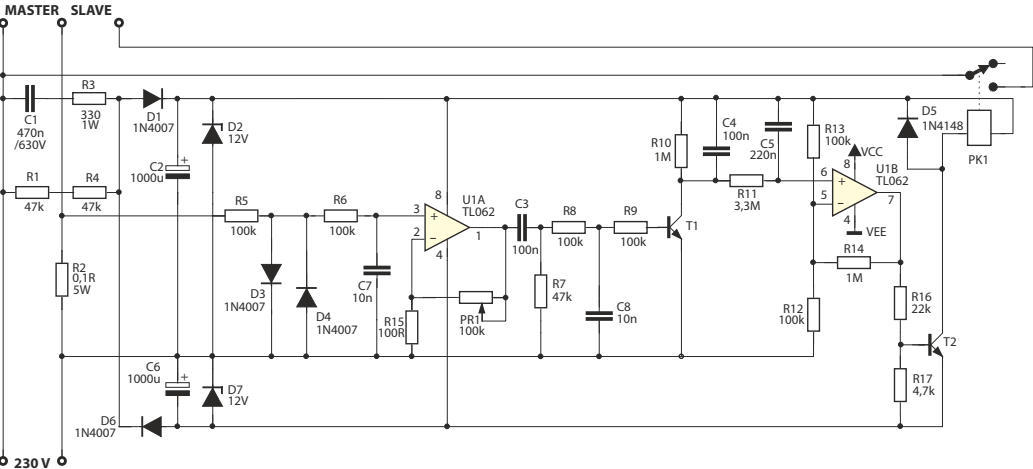 MASTER SLAVE
C1
470n
/630V
R3
330
1W
D1
1N4007
D2
12V
C2
1000u
+
R1
47k
R4
47k
R2
0,1R
5W
R5
100k
R6
100k
D3
1N4007
D4
1N4007
C7
10n
3
+
2
−
8
4
1
U1A
TL062
R15
100R
PR1
100k
C3
100n
R8
100k
R9
100k
R7
47k
C8
10n
T1
R10
1M
C4
100n
C5
220n
R11
3,3M
R13
100k
VCC
8
U1B
TL062
6
+
5
−
7
4
VEE
R14
1M
R12
100k
R16
22k
R17
4,7k
T2
D5
1N4148
PK1
C6
1000u
+
D7
12V
D6
1N4007
230 V